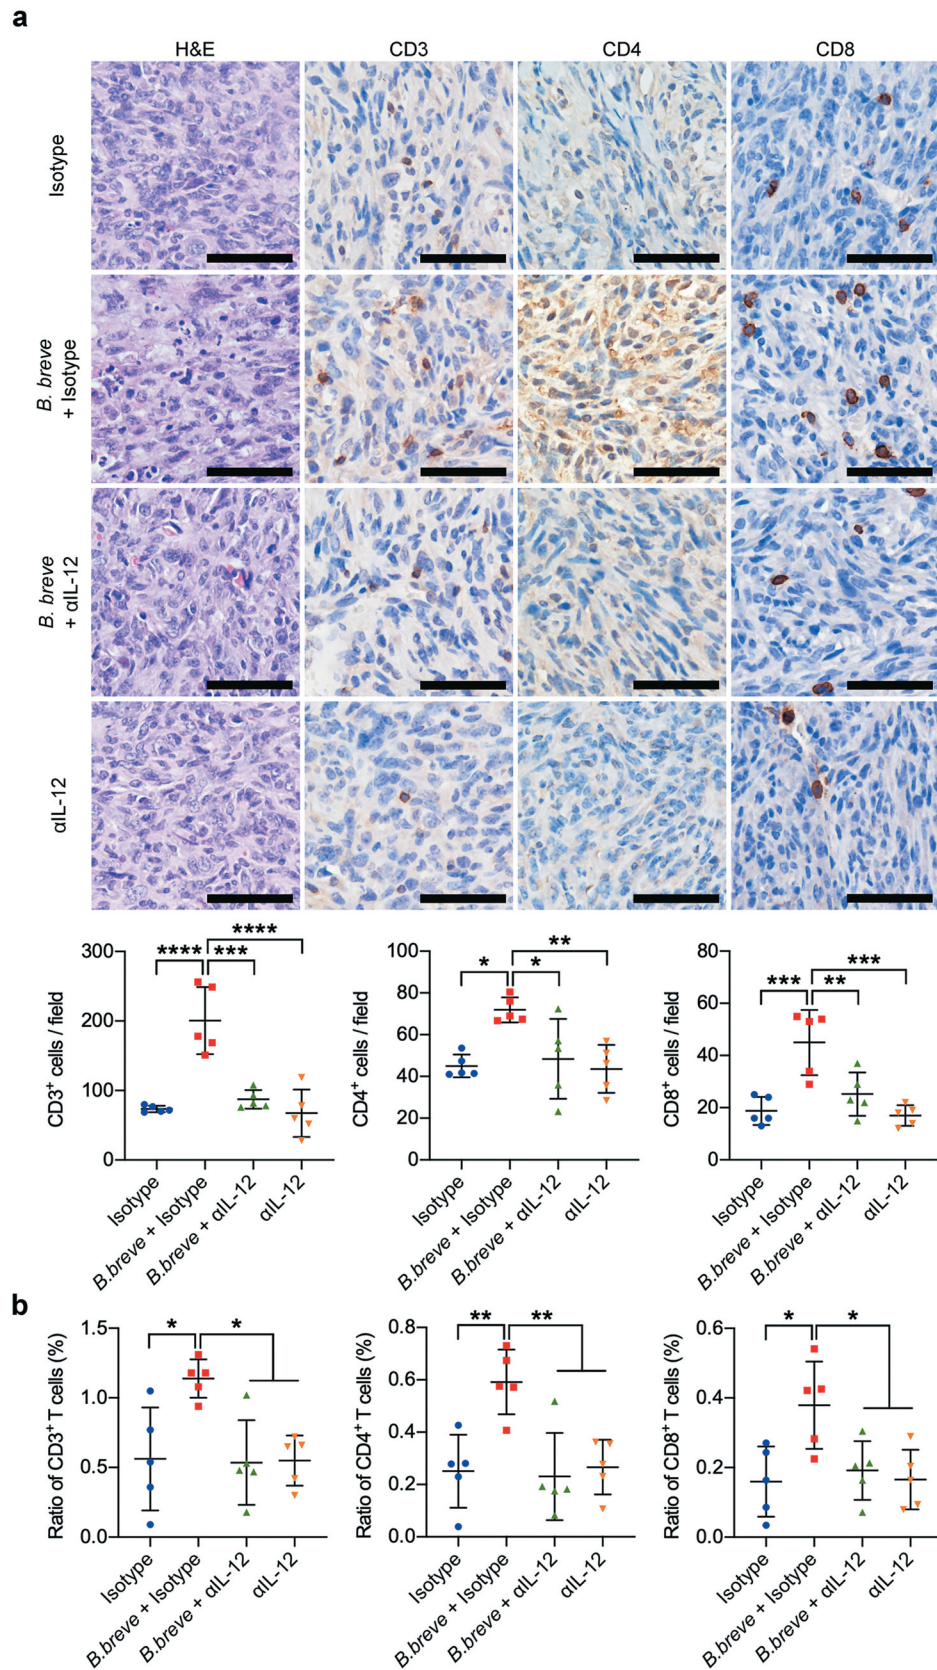 a
H&E CD3 CD4 CD8
Isotype
B. breve
+ Isotype
B. breve
+ αIL-12
αIL-12
**** **** ***
CD3+ cells / field
300
200
100
0
Isotype
B.breve + Isotype
B.breve + αIL-12
αIL-12
** * *
CD4+ cells / field
100
80
60
40
20
0
Isotype
B.breve + Isotype
B.breve + αIL-12
αIL-12
*** *** **
CD8+ cells / field
80
60
40
20
0
Isotype
B.breve + Isotype
B.breve + αIL-12
αIL-12
b
* *
Ratio of CD3+ T cells (%)
1.5
1.0
0.5
0.0
Isotype
B.breve + Isotype
B.breve + αIL-12
αIL-12
** **
Ratio of CD4+ T cells (%)
0.8
0.6
0.4
0.2
0.0
Isotype
B.breve + Isotype
B.breve + αIL-12
αIL-12
* *
Ratio of CD8+ T cells (%)
0.6
0.4
0.2
0.0
Isotype
B.breve + Isotype
B.breve + αIL-12
αIL-12